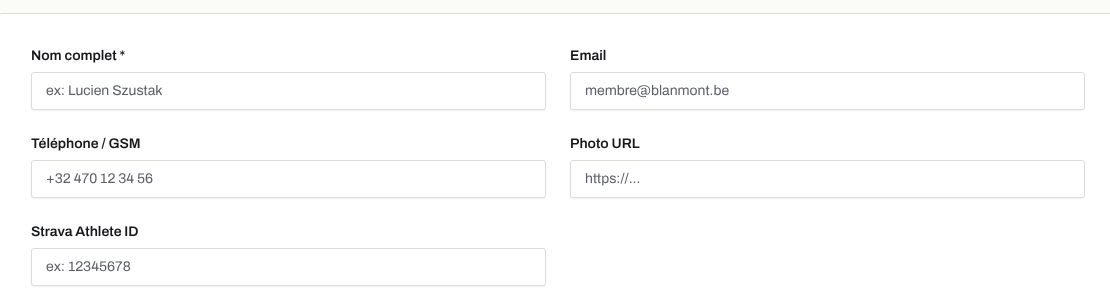 Nom complet *
Email
ex: Lucien Szustak
membre@blanmont.be
Téléphone / GSM
Photo URL
+32 470 12 34 56
https://...
Strava Athlete ID
ex: 12345678